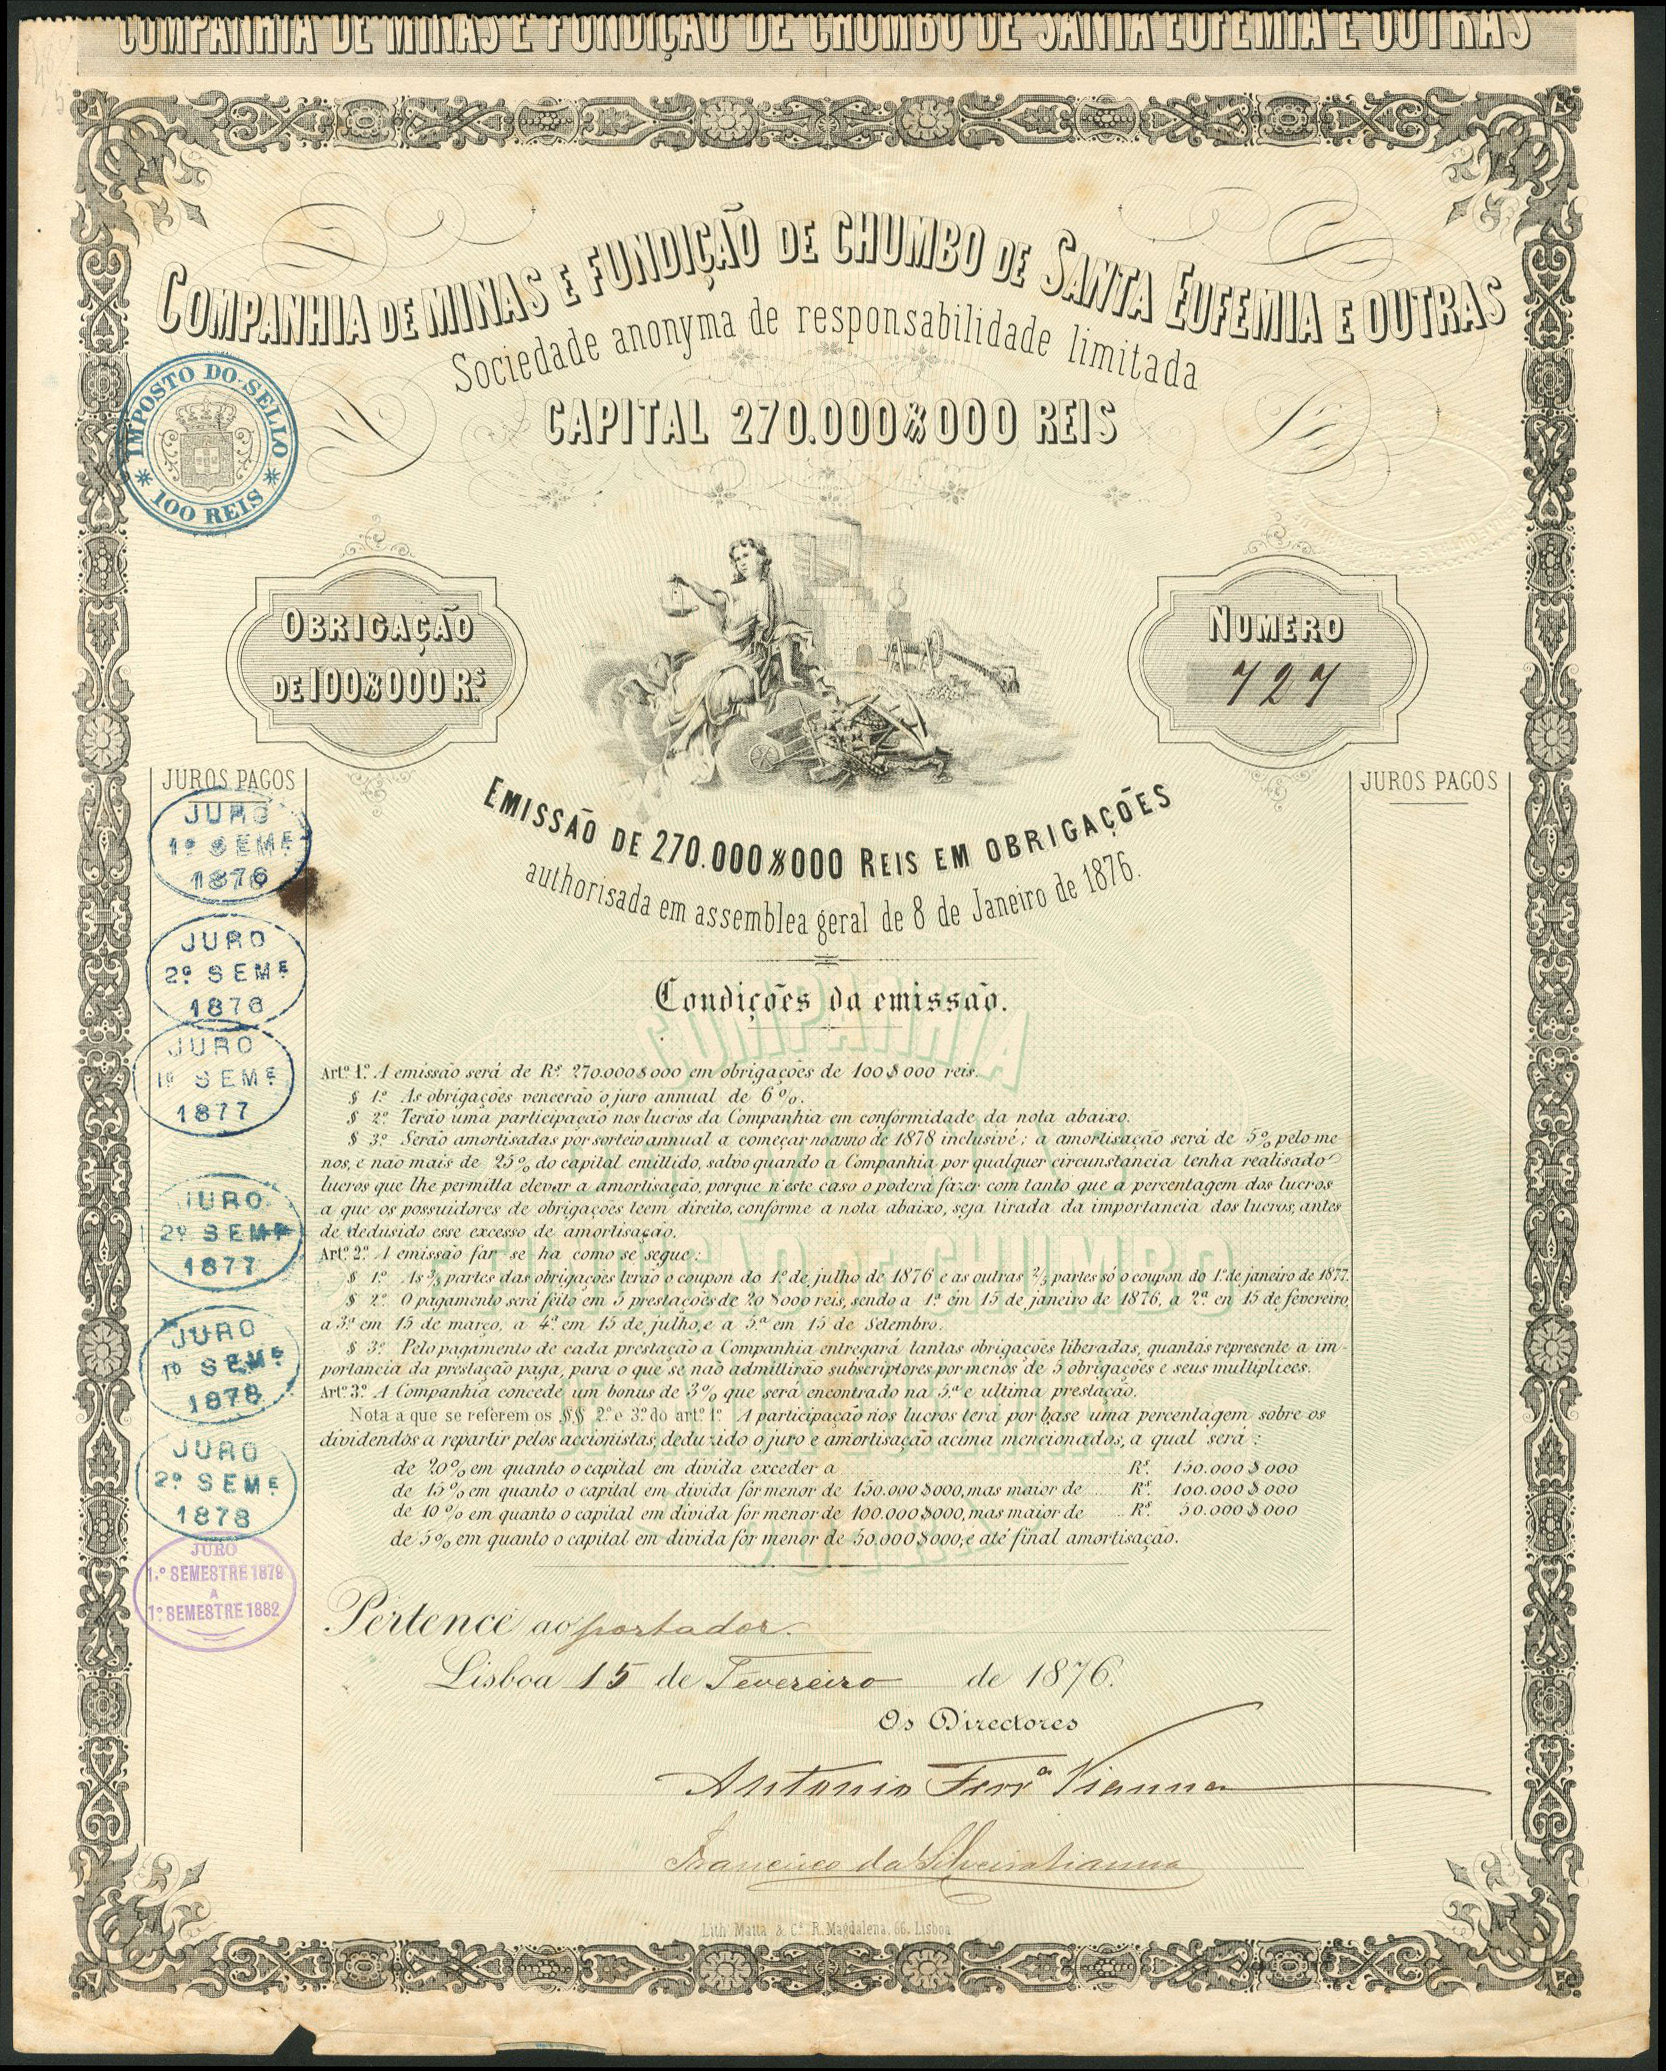 COMPANHIA DE MINAS E FUNDIÇÃO DE CHUMBO DE SANTA EUFEMIA E OUTRAS
COMPANHIA DE MINAS E FUNDIÇÃO DE CHUMBO DE SANTA EUFEMIA E OUTRAS
Sociedade anonyma de responsabilidade limitada
CAPITAL 270.000$000 REIS
IMPOSTO DO SELLO
100 REIS
OBRIGAÇÃO
DE 100$000 Rs
NUMERO
727
EMISSÃO DE 270.000$000 REIS EM OBRIGAÇÕES
authorisada em assemblea geral de 8 de Janeiro de 1876.
JUROS PAGOS
JUROS PAGOS
JURO
1º SEME
1876
JURO
2º SEME
1876
JURO
1º SEME
1877
JURO
2º SEME
1877
JURO
1º SEME
1878
JURO
2º SEME
1878
JURO
1.º SEMESTRE 1879
A
1º SEMESTRE 1882
Condições da emissão.
Artº 1º A emissão será de Rs 270.000$000 em obrigações de 100$000 reis.
§ 1º As obrigações vencerão o juro annual de 6%.
§ 2º Terão uma participação nos lucros da Companhia em conformidade da nota abaixo.
§ 3º Serão amortisadas por sorteio annual a começar no anno de 1878 inclusivé; a amortisação será de 5% pelo me
nos, e não mais de 25% do capital emittido, salvo quando a Companhia por qualquer circunstancia tenha realisado
lucros que lhe permitta elevar a amortisação, porque n'este caso o poderá fazer com tanto que a percentagem dos lucros
a que os possuidores de obrigações teem direito, conforme a nota abaixo, seja tirada da importancia dos lucros, antes
de dedusido esse excesso de amortisação.
Artº 2º A emissão far se ha como se segue:
§ 1º As 3/5 partes das obrigações terão o coupon do 1º de julho de 1876 e as outras 2/5 partes só o coupon do 1º de janeiro de 1877.
§ 2º O pagamento será feito em 5 prestações de 20$000 reis, sendo a 1ª em 15 de janeiro de 1876, a 2ª en 15 de fevereiro,
a 3ª em 15 de março, a 4ª em 15 de julho, e a 5ª em 15 de Setembro.
§ 3º Pelo pagamento de cada prestação a Companhia entregará tantas obrigações liberadas, quantas represente a im-
portancia da prestação paga, para o que se não admittirão subscriptores por menos de 5 obrigações e seus multiplices.
Artº 3º A Companhia concede um bonus de 3% que será encontrado na 5ª e ultima prestação.
Nota a que se referem os §§ 2º e 3º do artº 1º A participação nos lucros terá por base uma percentagem sobre os
dividendos a repartir pelos accionistas, deduzido o juro e amortisação acima mencionados, a qual será:
de 20% em quanto o capital em divida exceder a Rs 150.000$000
de 15% em quanto o capital em divida fôr menor de 150.000$000, mas maior de Rs 100.000$000
de 10% em quanto o capital em divida fôr menor de 100.000$000, mas maior de Rs 50.000$000
de 5% em quanto o capital em divida fôr menor de 50.000$000, e até final amortisação.
Pertence ao portador.
Lisboa 15 de Fevereiro de 1876.
Os Directores
Antonio Ferra Vianna
Francisco da Silveira Vianna
Lith. Matta & Cª R. Magdalena, 66, Lisboa